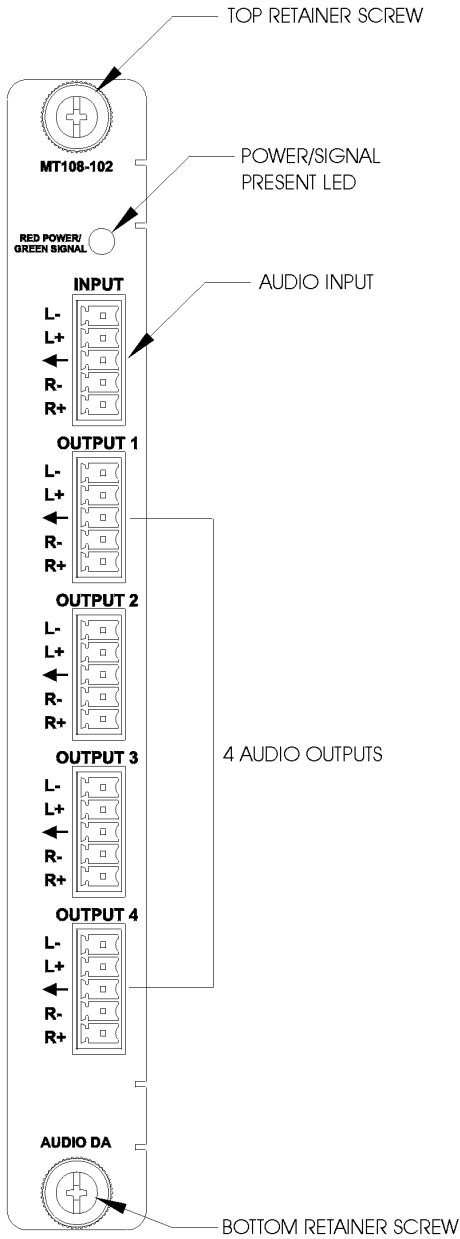 TOP RETAINER SCREW
MT108-102
POWER/SIGNAL
PRESENT LED
RED POWER/
GREEN SIGNAL
INPUT
AUDIO INPUT
L-
L+
R-
R+
OUTPUT 1
L-
L+
R-
R+
OUTPUT 2
L-
L+
R-
R+
4 AUDIO OUTPUTS
OUTPUT 3
L-
L+
R-
R+
OUTPUT 4
L-
L+
R-
R+
AUDIO DA
BOTTOM RETAINER SCREW